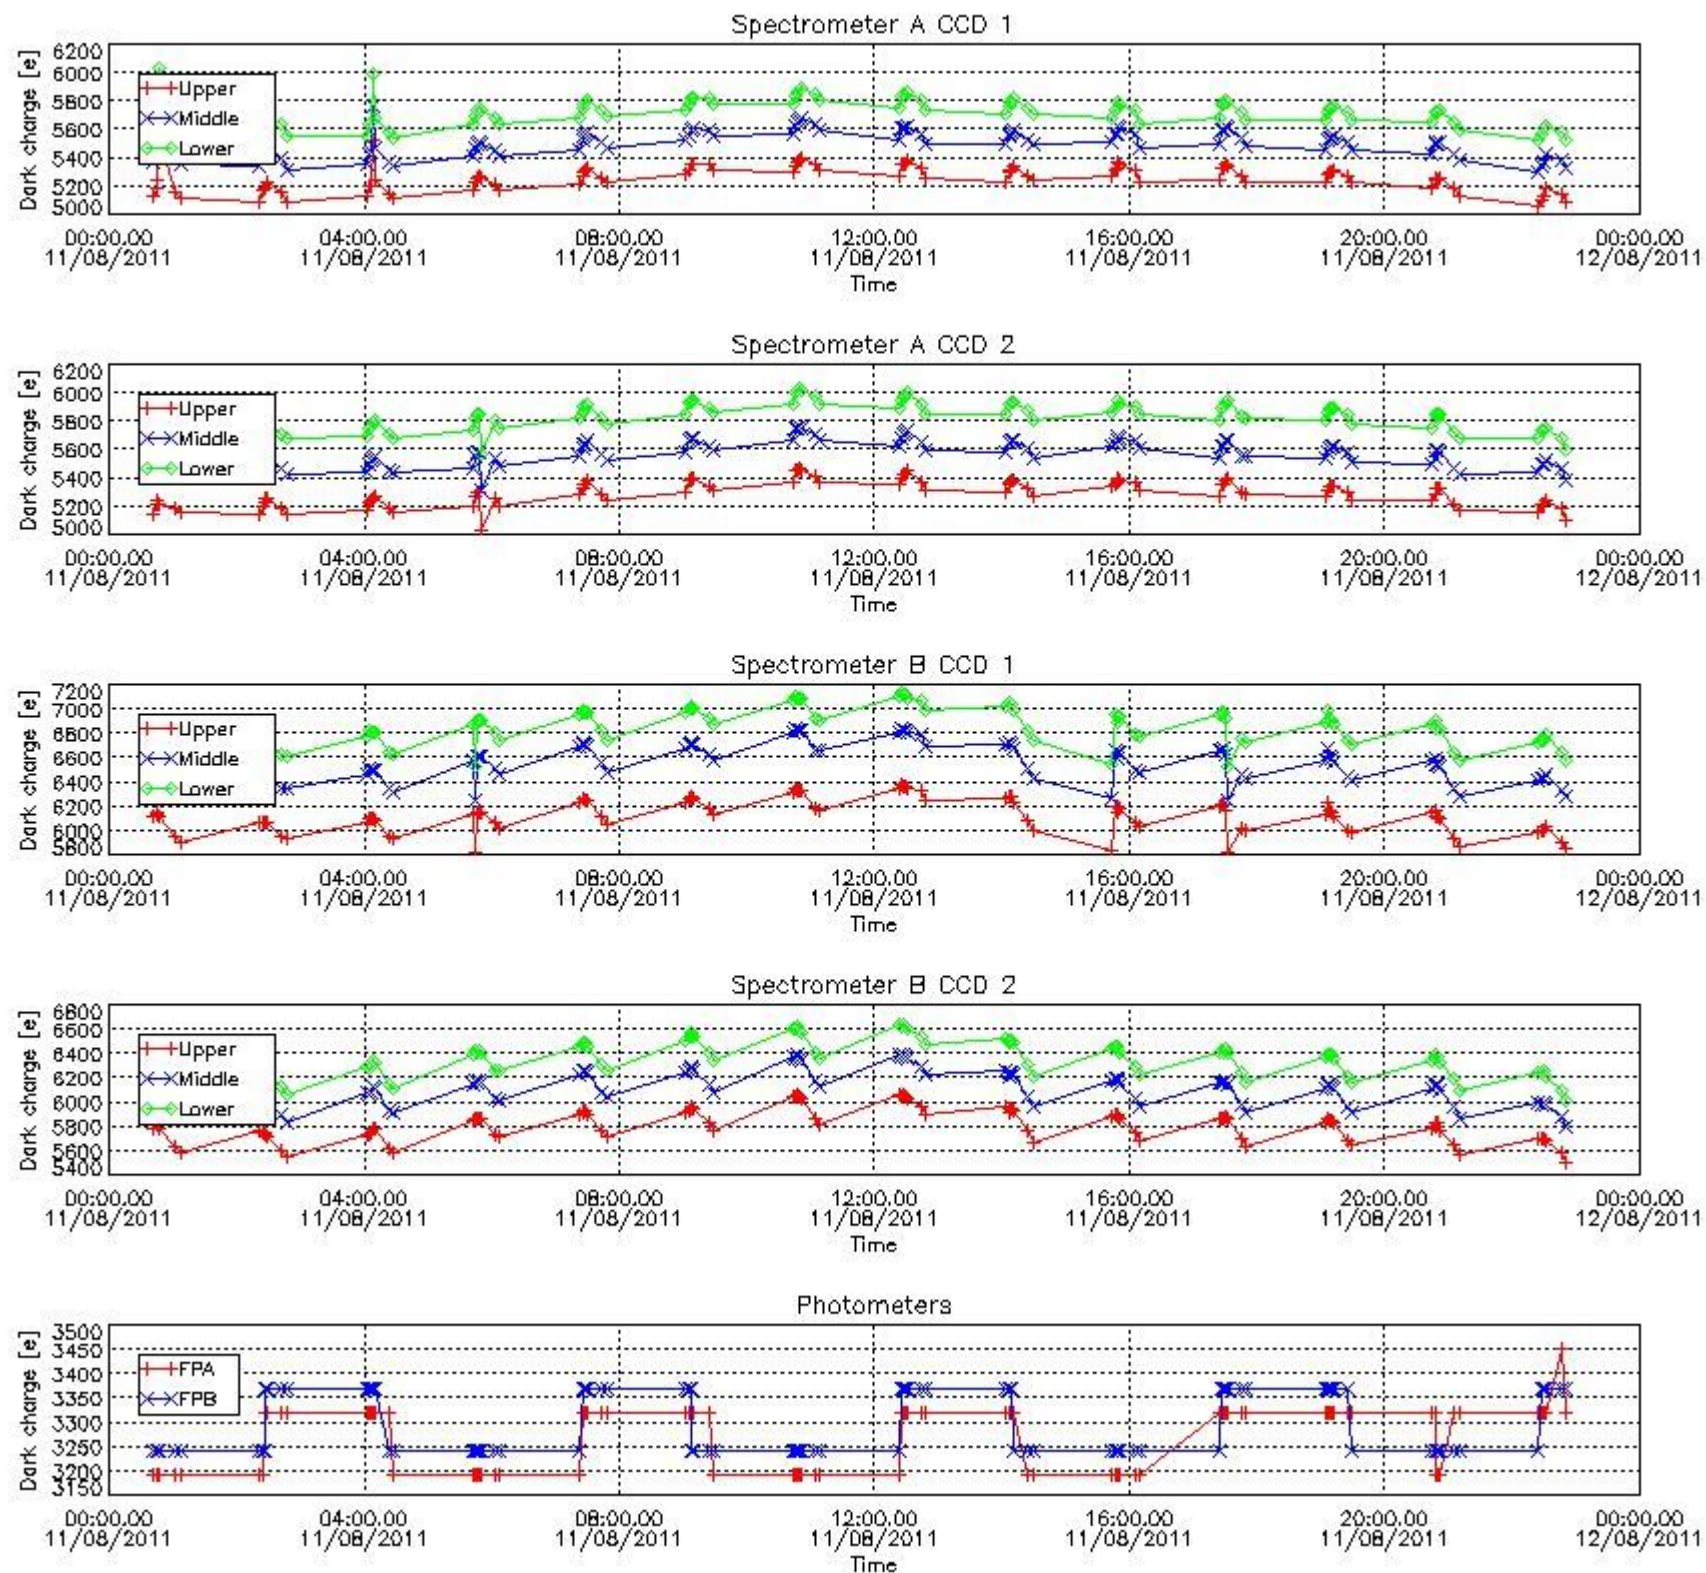 Spectrometer A CCD 1
Dark charge [e]
6200
6000
5800
5600
5400
5200
5000
Upper
Middle
Lower
00:00.00 04:00.00 08:00.00 12:00.00 16:00.00 20:00.00 00:00.00
11/08/2011 11/08/2011 11/08/2011 11/08/2011 11/08/2011 11/08/2011 12/08/2011
Time
Spectrometer A CCD 2
Dark charge [e]
6200
6000
5800
5600
5400
5200
5000
Upper
Middle
Lower
00:00.00 04:00.00 08:00.00 12:00.00 16:00.00 20:00.00 00:00.00
11/08/2011 11/08/2011 11/08/2011 11/08/2011 11/08/2011 11/08/2011 12/08/2011
Time
Spectrometer B CCD 1
Dark charge [e]
7200
7000
6800
6600
6400
6200
6000
5800
Upper
Middle
Lower
00:00.00 04:00.00 08:00.00 12:00.00 16:00.00 20:00.00 00:00.00
11/08/2011 11/08/2011 11/08/2011 11/08/2011 11/08/2011 11/08/2011 12/08/2011
Time
Spectrometer B CCD 2
Dark charge [e]
6800
6600
6400
6200
6000
5800
5600
5400
Upper
Middle
Lower
00:00.00 04:00.00 08:00.00 12:00.00 16:00.00 20:00.00 00:00.00
11/08/2011 11/08/2011 11/08/2011 11/08/2011 11/08/2011 11/08/2011 12/08/2011
Time
Photometers
Dark charge [e]
3500
3450
3400
3350
3300
3250
3200
3150
FPA
FPB
00:00.00 04:00.00 08:00.00 12:00.00 16:00.00 20:00.00 00:00.00
11/08/2011 11/08/2011 11/08/2011 11/08/2011 11/08/2011 11/08/2011 12/08/2011
Time